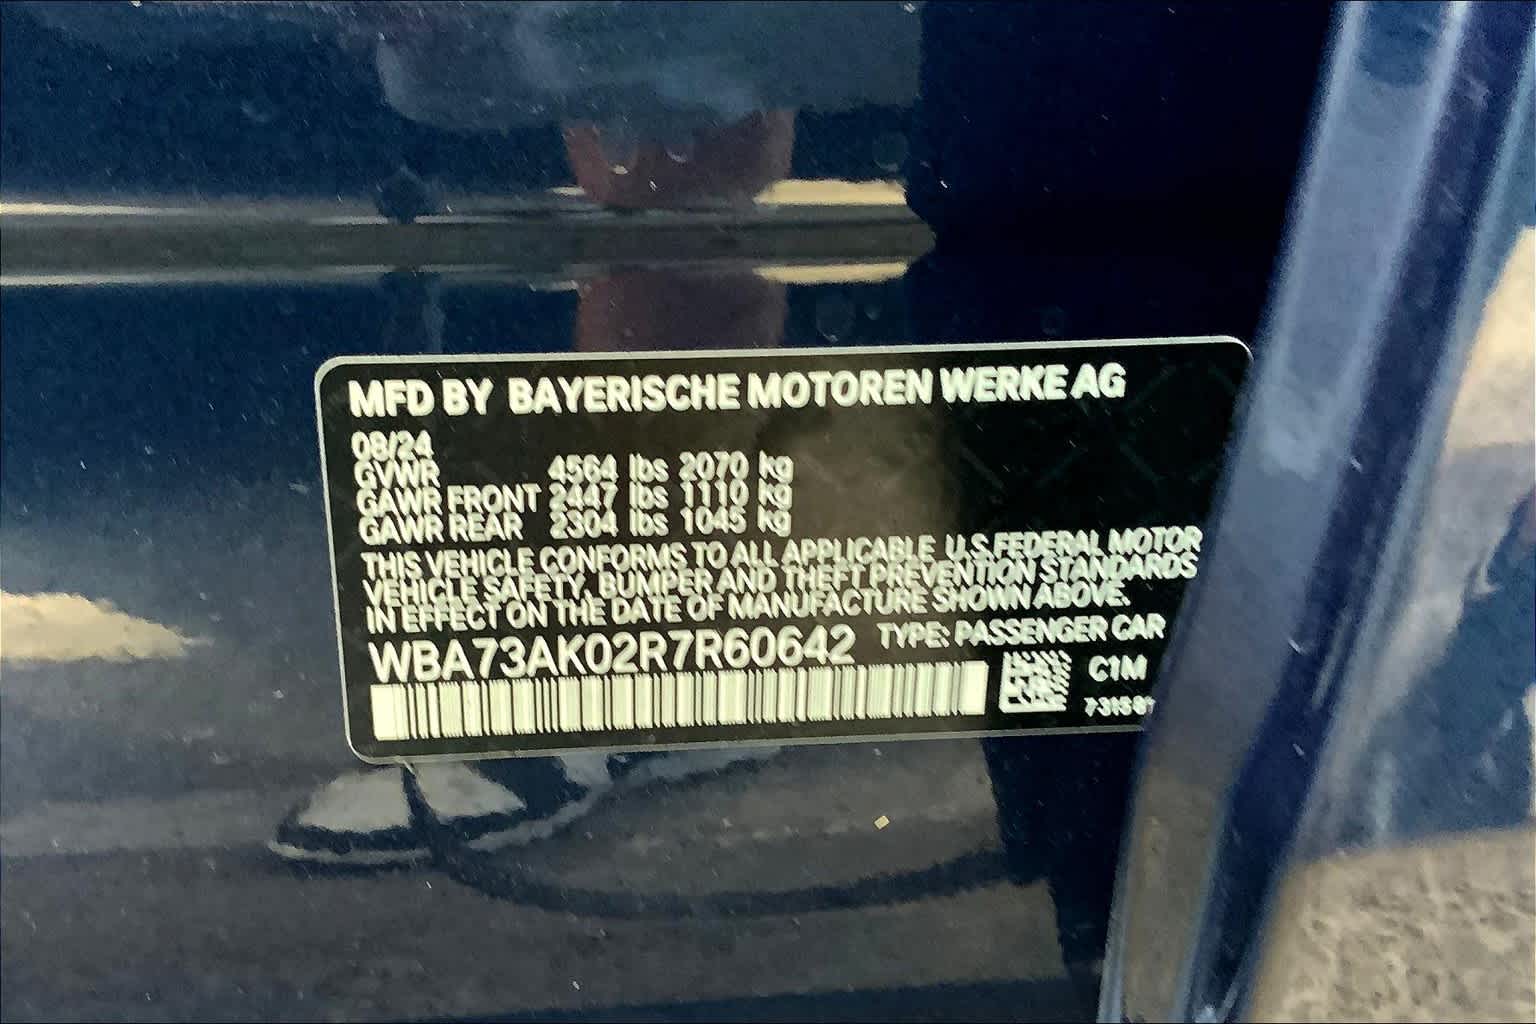 MFD BY BAYERISCHE MOTOREN WERKE AG
08/24
GVWR 4564 lbs 2070 kg
GAWR FRONT 2447 lbs 1110 kg
GAWR REAR 2304 lbs 1045 kg
THIS VEHICLE CONFORMS TO ALL APPLICABLE U.S.FEDERAL MOTOR
VEHICLE SAFETY, BUMPER AND THEFT PREVENTION STANDARDS
IN EFFECT ON THE DATE OF MANUFACTURE SHOWN ABOVE.
WBA73AK02R7R60642 TYPE: PASSENGER CAR
C1M